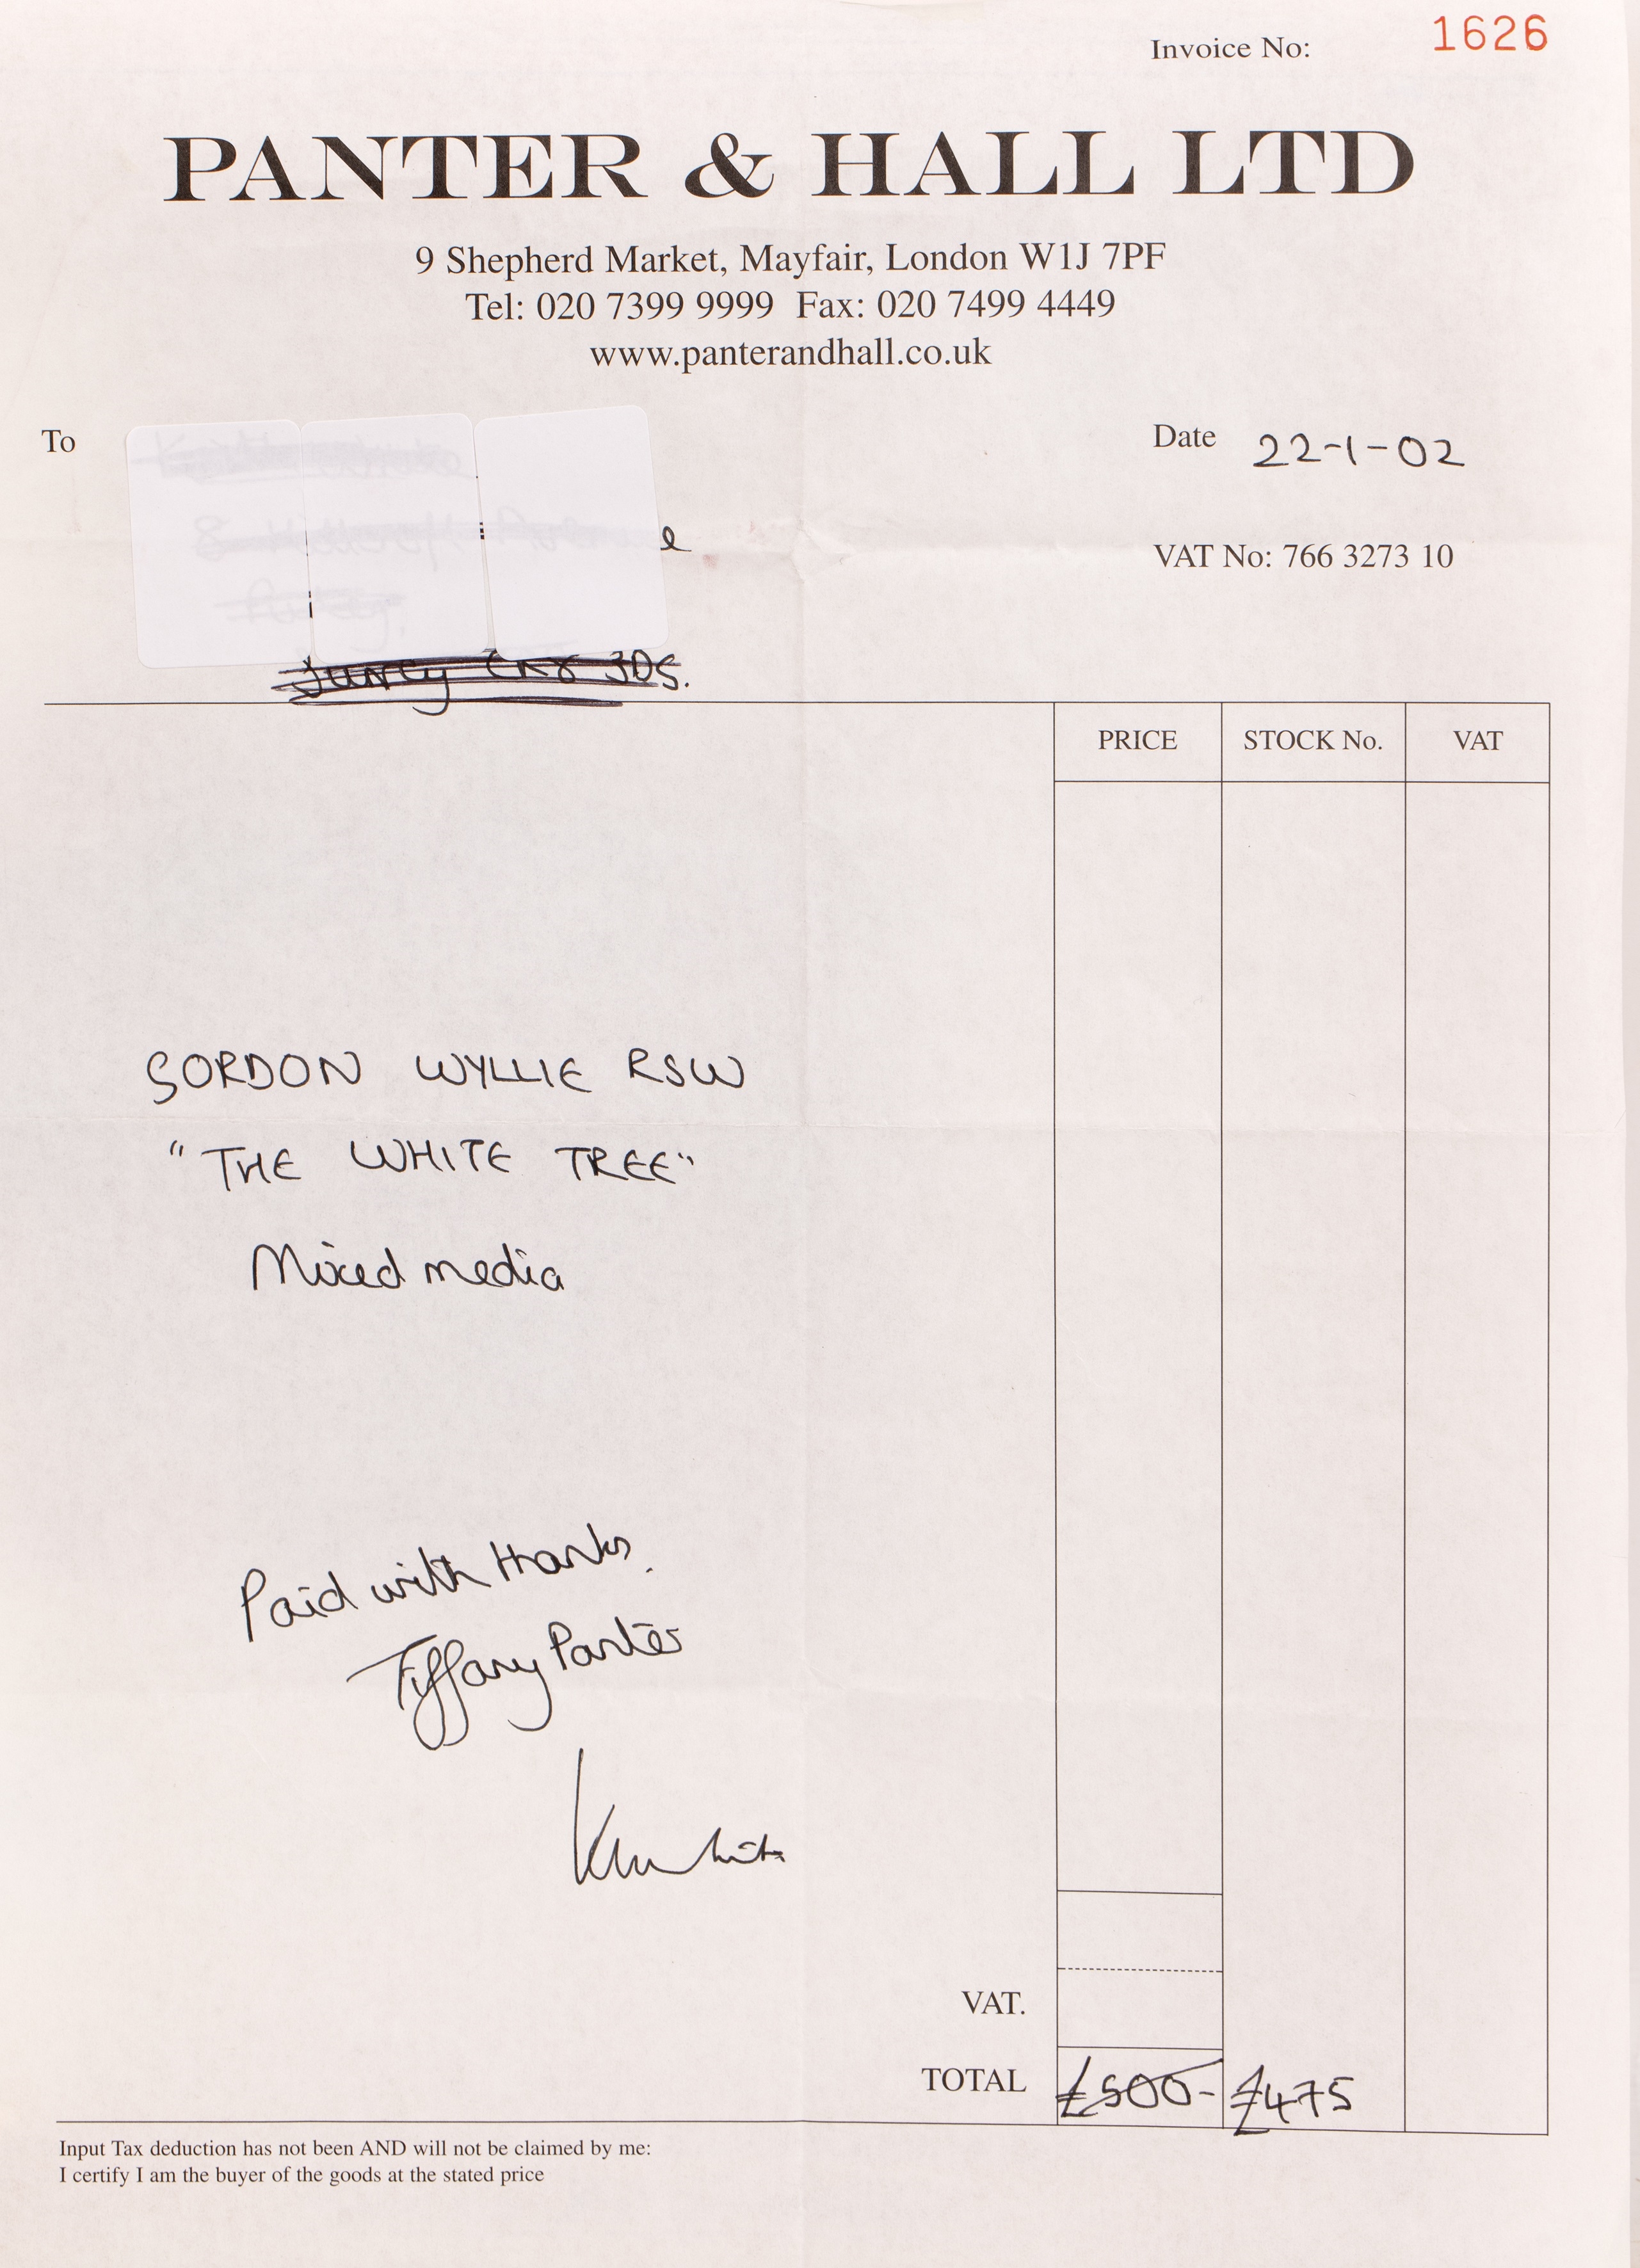 Invoice No: 1626
PANTER & HALL LTD
9 Shepherd Market, Mayfair, London W1J 7PF
Tel: 020 7399 9999 Fax: 020 7499 4449
www.panterandhall.co.uk
To
Date 22-1-02
VAT No: 766 3273 10
PRICE STOCK No. VAT
GORDON WYLLIE RSW
"THE WHITE TREE"
Mixed media
Paid with thanks.
Tiffany Panter
VAT.
TOTAL £500- £475
Input Tax deduction has not been AND will not be claimed by me:
I certify I am the buyer of the goods at the stated price